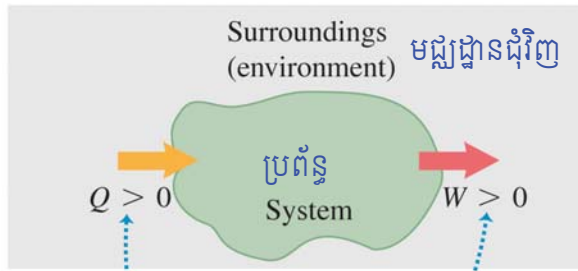 Surroundings
(environment)
មជ្ឈដ្ឋានជុំវិញ
ប្រព័ន្ធ
Q > 0
System
W > 0